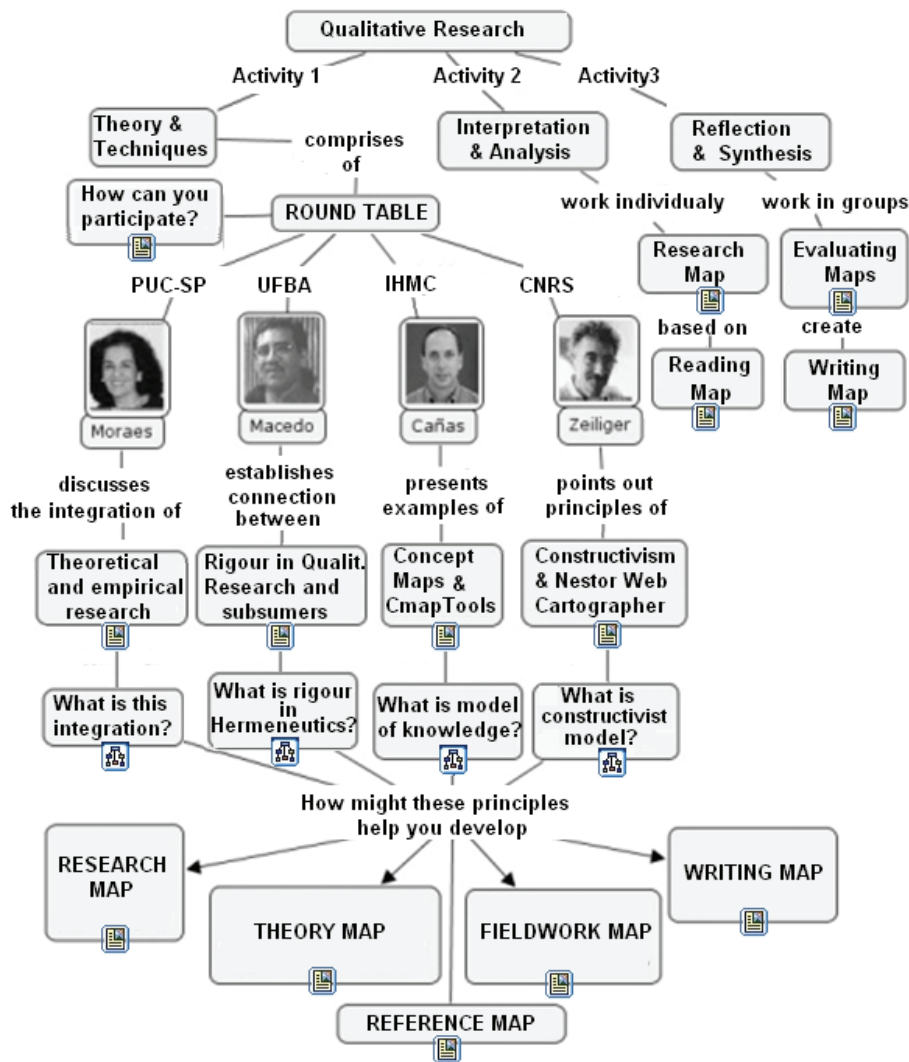 Qualitative Research
Activity 1
Activity 2
Activity3
Theory &
Techniques
comprises
of
Interpretation
& Analysis
Reflection
& Synthesis
How can you
participate?
ROUND TABLE
work individualy
work in groups
Research
Map
Evaluating
Maps
PUC-SP
UFBA
IHMC
CNRS
based on
create
Reading
Map
Writing
Map
Moraes
Macedo
Cañas
Zeiliger
discusses
the integration of
establishes
connection
between
presents
examples of
points out
principles of
Theoretical
and empirical
research
Rigour in Qualit.
Research and
subsumers
Concept
Maps &
CmapTools
Constructivism
& Nestor Web
Cartographer
What is this
integration?
What is rigour
in
Hermeneutics?
What is model
of knowledge?
What is
constructivist
model?
How might these principles
help you develop
RESEARCH
MAP
THEORY MAP
FIELDWORK MAP
WRITING MAP
REFERENCE MAP